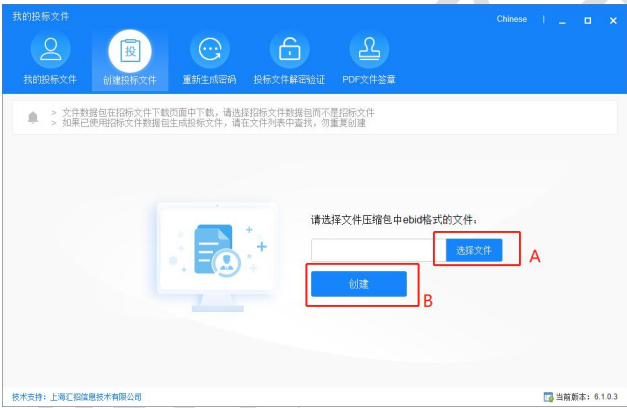 我的投标文件
Chinese
我的投标文件 创建投标文件 重新生成密码 投标文件解密验证 PDF文件签章
投
> 文件数据包在招标文件下载页面中下载，请选择招标文件数据包而不是招标文件
> 如果已使用招标文件数据包生成投标文件，请在文件列表中查找，勿重复创建
请选择文件压缩包中ebid格式的文件：
选择文件 A
创建 B
技术支持：上海汇招信息技术有限公司
当前版本：6.1.0.3